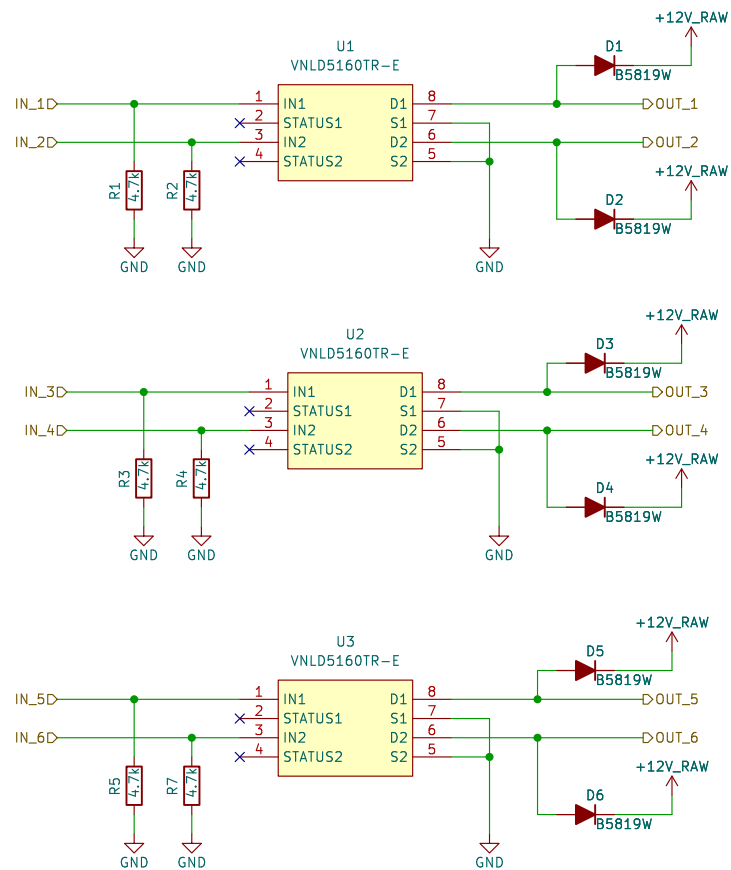 +12V_RAW
U1
D1
VNLD5160TR-E
B5819W
IN_1
1
IN1
D1
8
OUT_1
2
STATUS1
S1
7
IN_2
3
IN2
D2
6
OUT_2
4
STATUS2
S2
5
+12V_RAW
R1
4.7k
R2
4.7k
D2
B5819W
GND
GND
GND
+12V_RAW
U2
D3
VNLD5160TR-E
B5819W
IN_3
1
IN1
D1
8
OUT_3
2
STATUS1
S1
7
IN_4
3
IN2
D2
6
OUT_4
4
STATUS2
S2
5
+12V_RAW
R3
4.7k
R4
4.7k
D4
B5819W
GND
GND
GND
+12V_RAW
U3
D5
VNLD5160TR-E
B5819W
IN_5
1
IN1
D1
8
OUT_5
2
STATUS1
S1
7
IN_6
3
IN2
D2
6
OUT_6
4
STATUS2
S2
5
+12V_RAW
R5
4.7k
R7
4.7k
D6
B5819W
GND
GND
GND